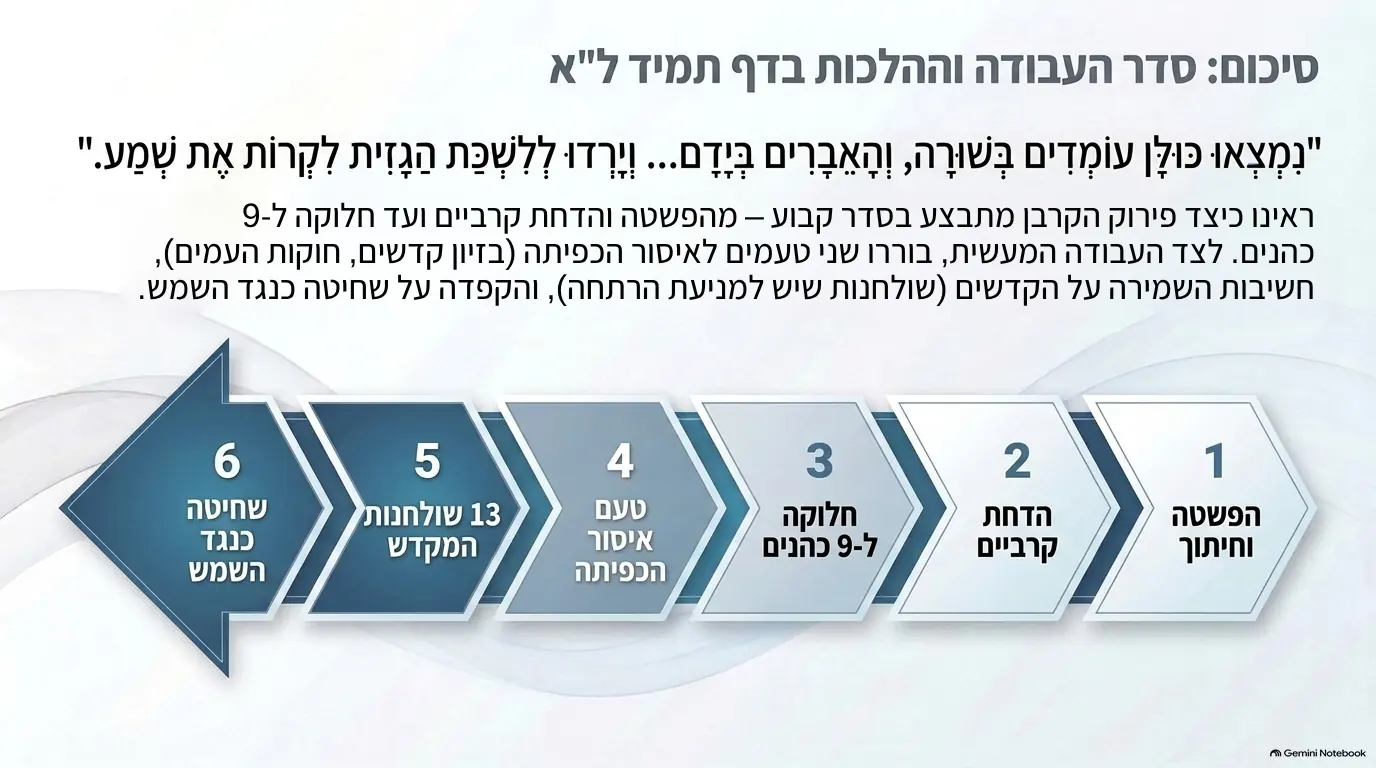 סיכום: סדר העבודה וההלכות בדף תמיד ל"א
"נִמְצְאוּ כּוּלָּן עוֹמְדִים בְּשׁוּרָה, וְהָאֵבָרִים בְּיָדָם... וְיָרְדוּ לְלִשְׁכַּת הַגָּזִית לִקְרוֹת אֶת שְׁמַע."
ראינו כיצד פירוק הקרבן מתבצע בסדר קבוע – מהפשטה והדחת קרביים ועד חלוקה ל-9
כהנים. לצד העבודה המעשית, בוררו שני טעמים לאיסור הכפיתה (בזיון קדשים, חוקות העמים),
חשיבות השמירה על הקדשים (שולחנות שיש למניעת הרתחה), והקפדה על שחיטה כנגד השמש.
1
הפשטה
וחיתוך
2
הדחת
קרביים
3
חלוקה
ל-9 כהנים
4
טעם
איסור
הכפיתה
5
13 שולחנות
המקדש
6
שחיטה
כנגד
השמש
Gemini Notebook